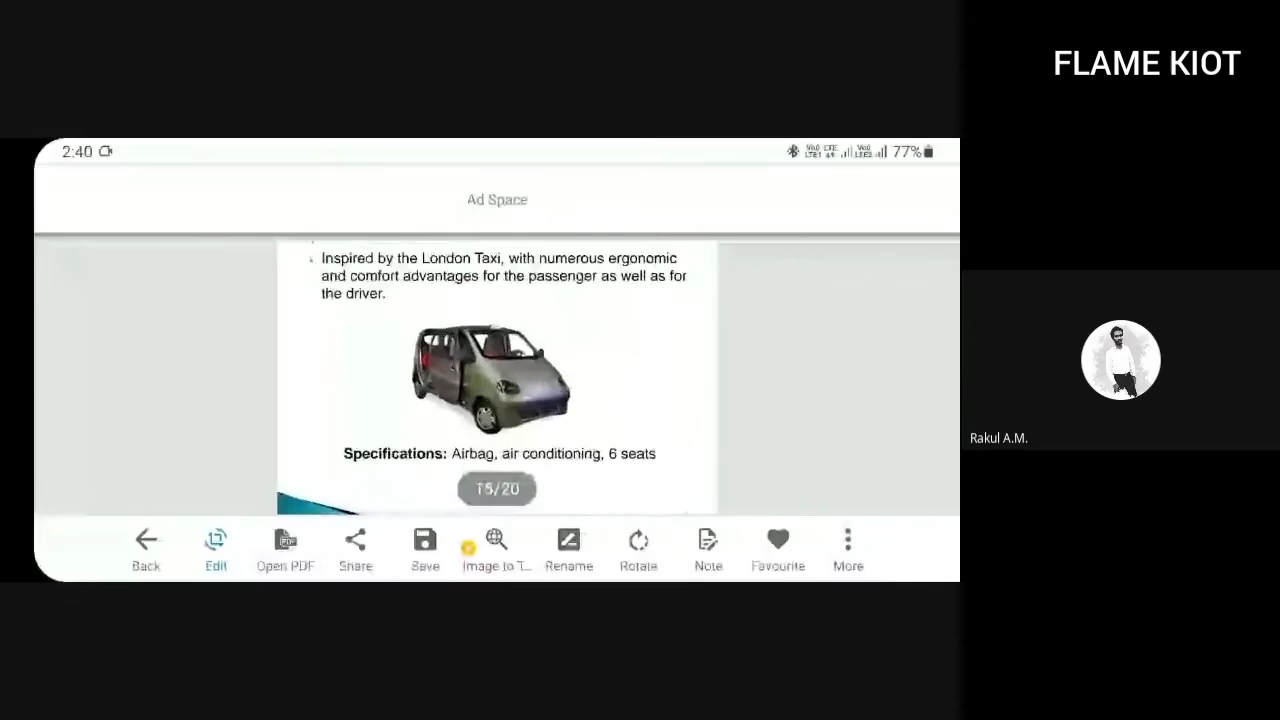 FLAME KIOT
2:40
77%
Ad Space
Inspired by the London Taxi, with numerous ergonomic
and comfort advantages for the passenger as well as for
the driver.
Specifications: Airbag, air conditioning, 6 seats
15/20
Back Edit Open PDF Share Save Image to T... Rename Rotate Note Favourite More
Rakul A.M.